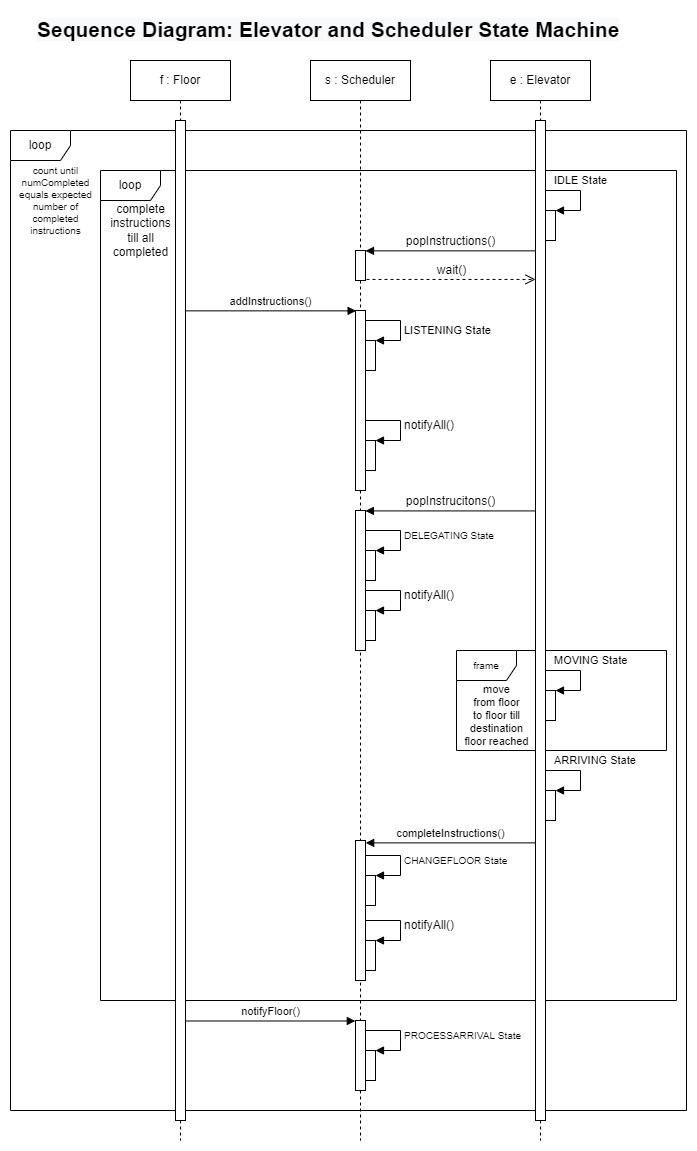 Sequence Diagram: Elevator and Scheduler State Machine
f : Floor
s : Scheduler
e : Elevator
loop
count until
numCompleted
equals expected
number of
completed
instructions
loop
complete
instructions
till all
completed
IDLE State
popInstructions()
wait()
addInstructions()
LISTENING State
notifyAll()
popInstrucitons()
DELEGATING State
notifyAll()
frame
move
from floor
to floor till
destination
floor reached
MOVING State
ARRIVING State
completeInstructions()
CHANGEFLOOR State
notifyAll()
notifyFloor()
PROCESSARRIVAL State